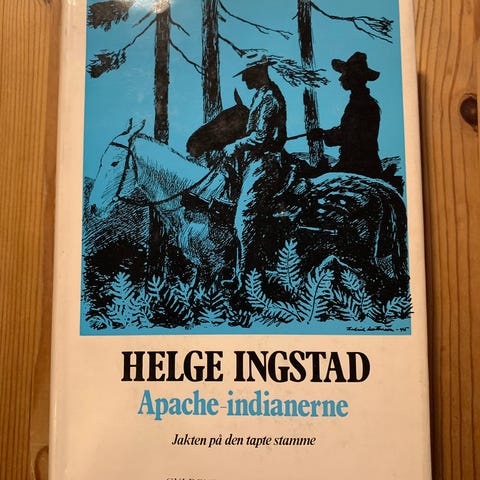 HELGE INGSTAD
Apache-indianerne
Jakten på den tapte stamme